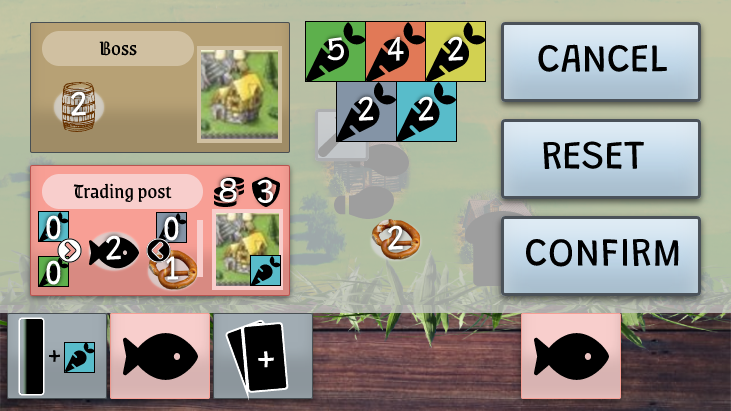 Boss
2
5 4 2
2 2
CANCEL
RESET
CONFIRM
Trading post
8 3
0 0
2
0 1
2
+
+